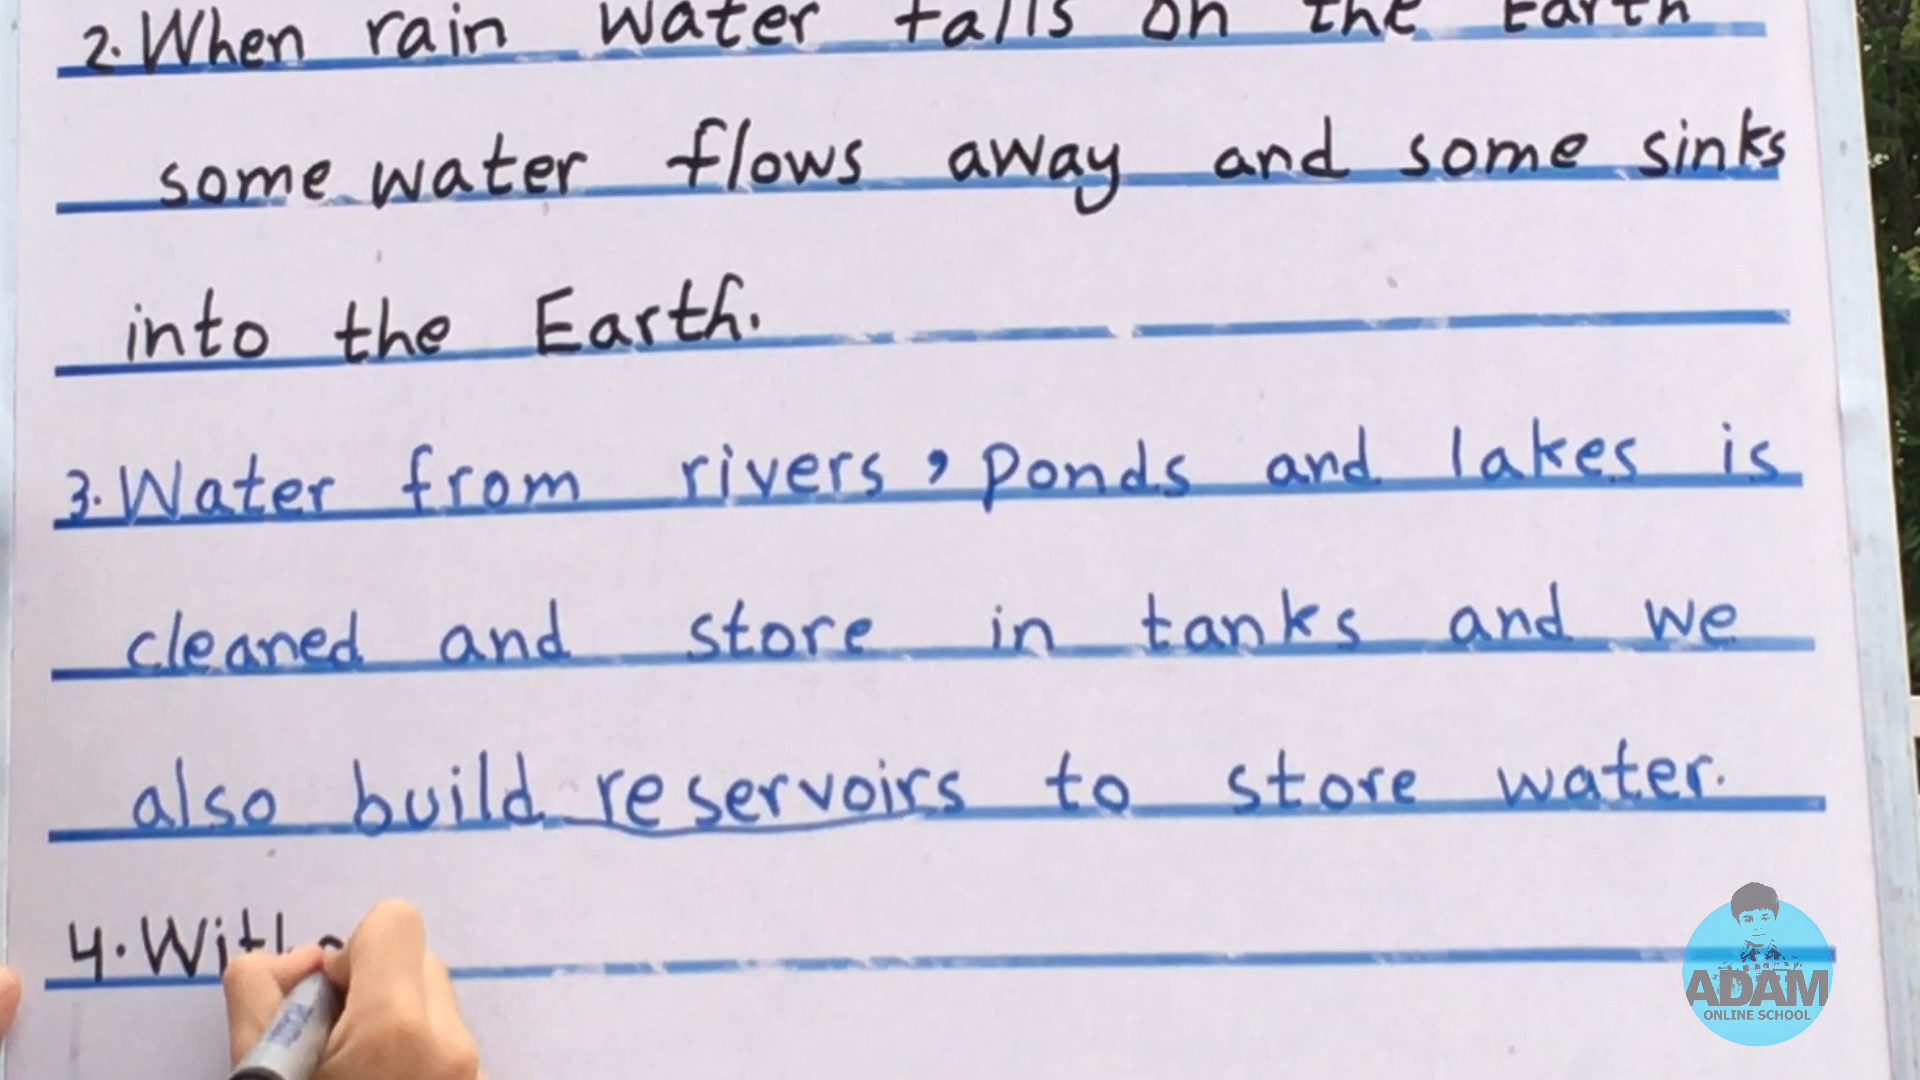 2. When rain water falls on the Earth
some water flows away and some sinks
into the Earth.
3. Water from rivers, ponds and lakes is
cleaned and store in tanks and we
also build reservoirs to store water.
4.
ADAM
ONLINE SCHOOL